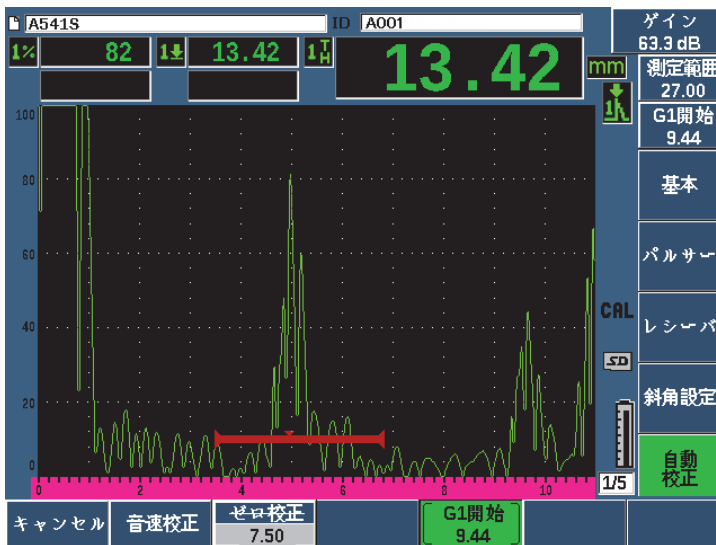 A541S ID A001
1% 82 1 13.42 1TH 13.42 mm
ゲイン
63.3 dB
測定範囲
27.00
G1開始
9.44
基本
パルサー
レシーバ
斜角設定
自動
校正
CAL
SD
1/5
100
80
60
40
20
0
0 2 4 6 8 10
キャンセル 音速校正 ゼロ校正 G1開始
7.50 9.44